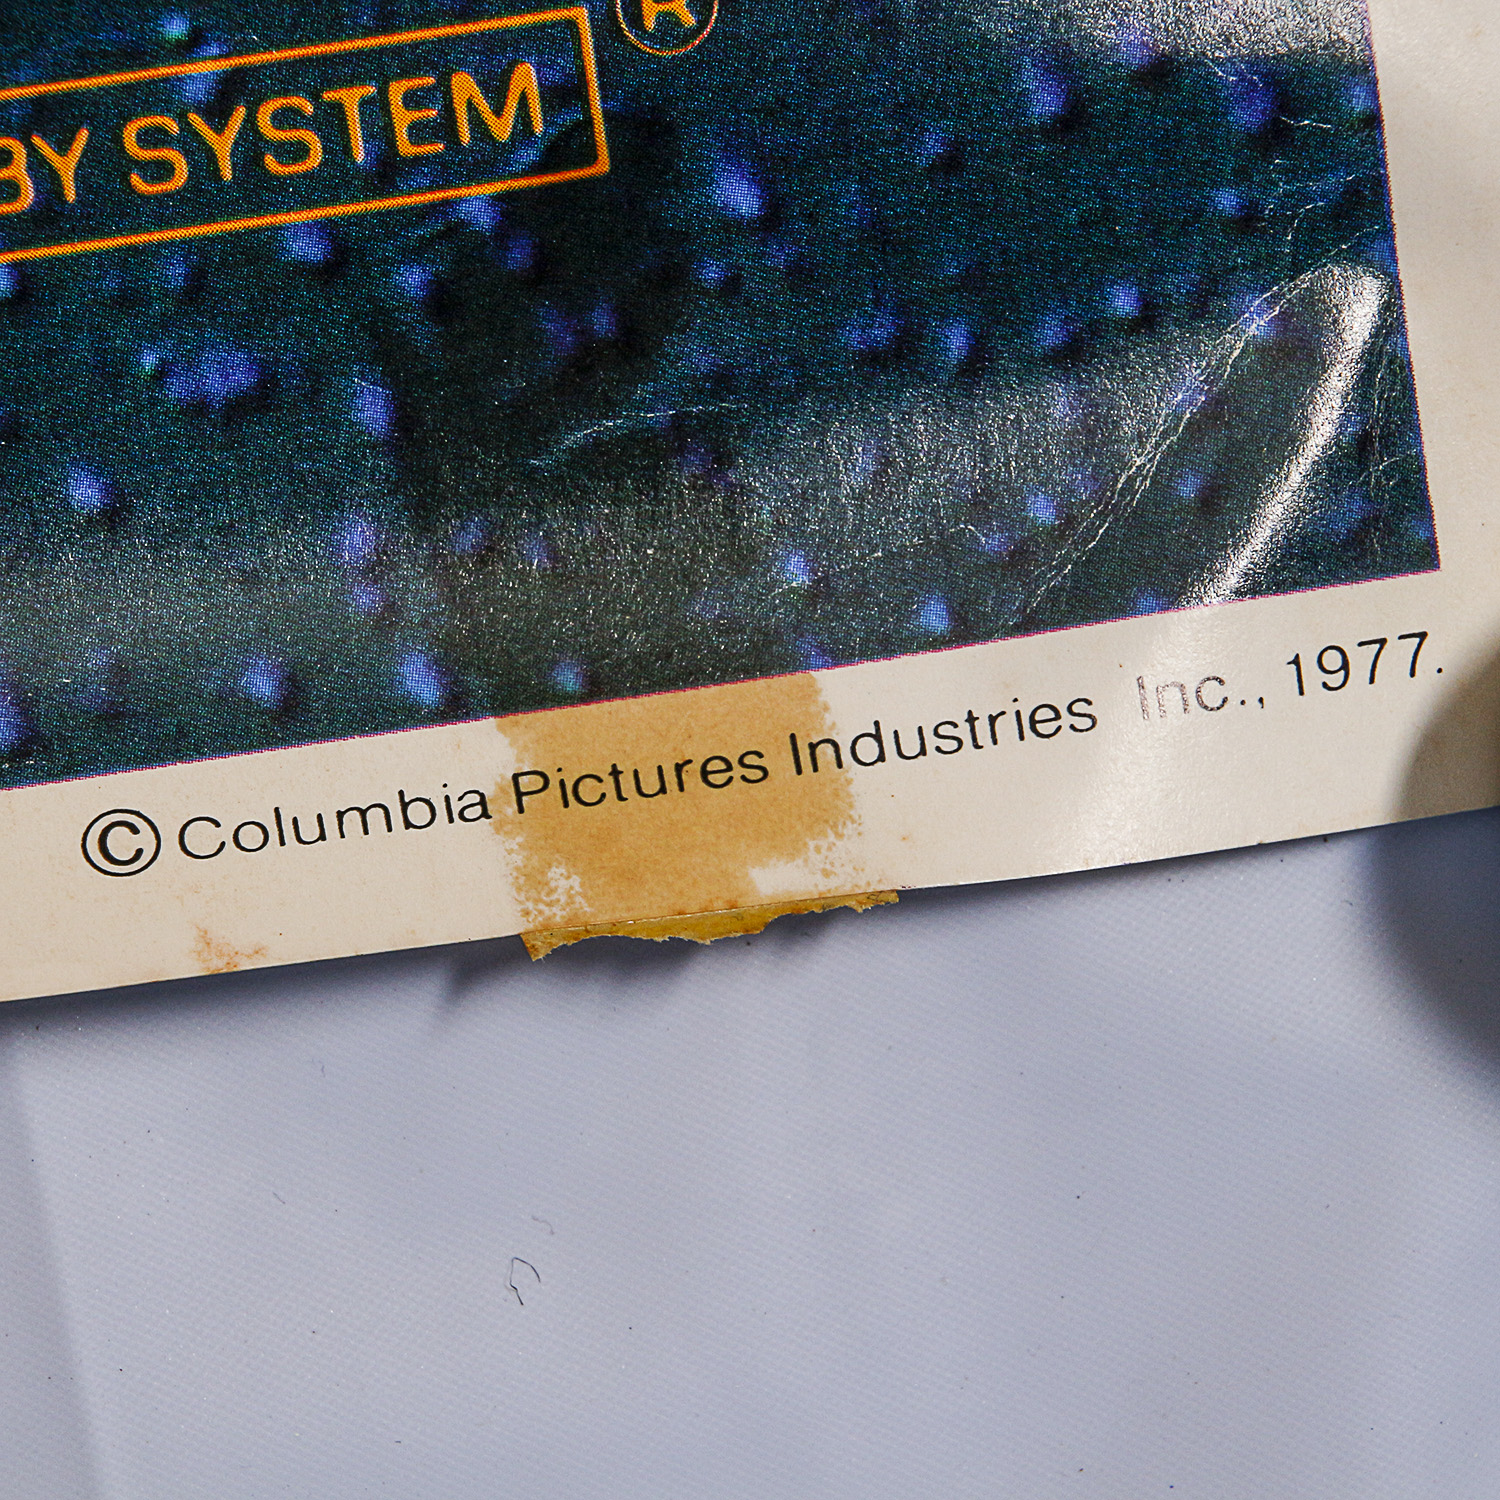 BY SYSTEM ®
© Columbia Pictures Industries Inc., 1977.